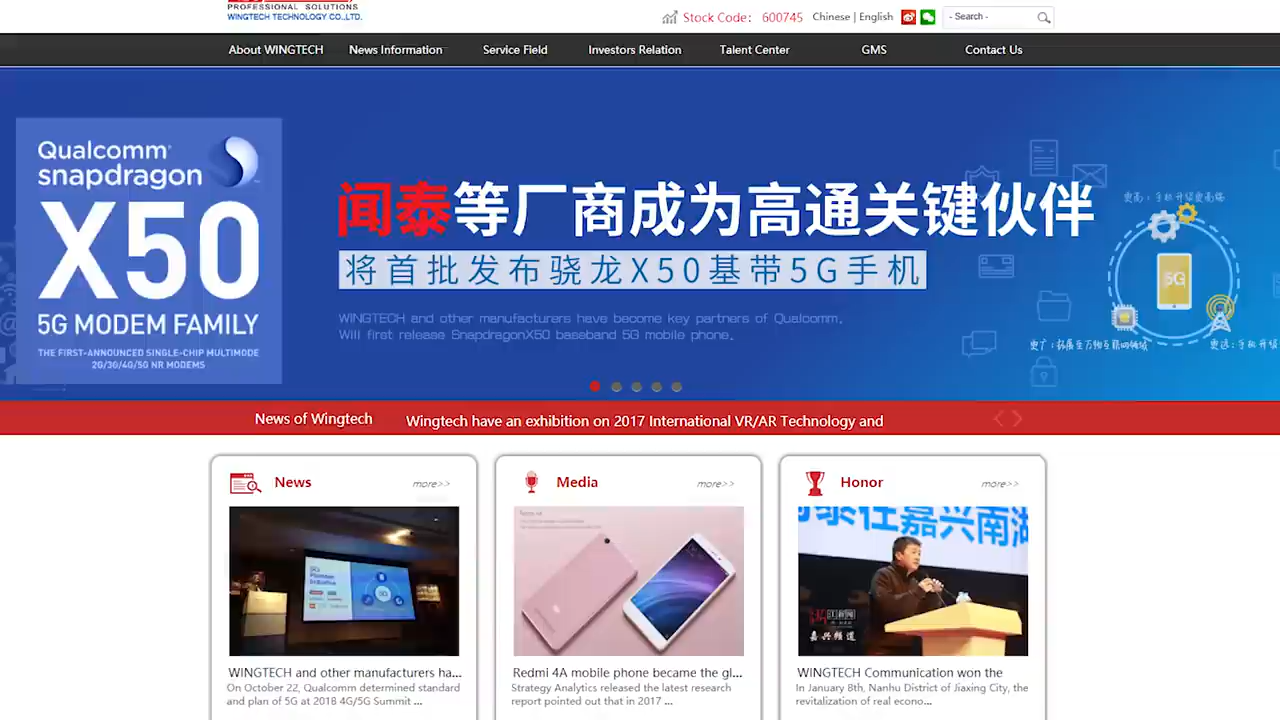 PROFESSIONAL SOLUTIONS
WINGTECH TECHNOLOGY CO.,LTD.
Stock Code: 600745
Chinese | English
- Search -
About WINGTECH
News Information
Service Field
Investors Relation
Talent Center
GMS
Contact Us
Qualcomm
snapdragon
X50
5G MODEM FAMILY
THE FIRST-ANNOUNCED SINGLE-CHIP MULTIMODE
2G/3G/4G/5G NR MODEMS
闻泰等厂商成为高通关键伙伴
将首批发布骁龙X50基带5G手机
WINGTECH and other manufacturers have become key partners of Qualcomm.
Will first release SnapdragonX50 baseband 5G mobile phone.
5G
News of Wingtech
Wingtech have an exhibition on 2017 International VR/AR Technology and
News
more>>
5G
WINGTECH and other manufacturers ha...
On October 22, Qualcomm determined standard
and plan of 5G at 2018 4G/5G Summit ...
Media
more>>
Redmi 4A mobile phone became the gl...
Strategy Analytics released the latest research
report pointed out that in 2017 ...
Honor
more>>
嘉兴频道
WINGTECH Communication won the
In January 8th, Nanhu District of Jiaxing City, the
revitalization of real econo...